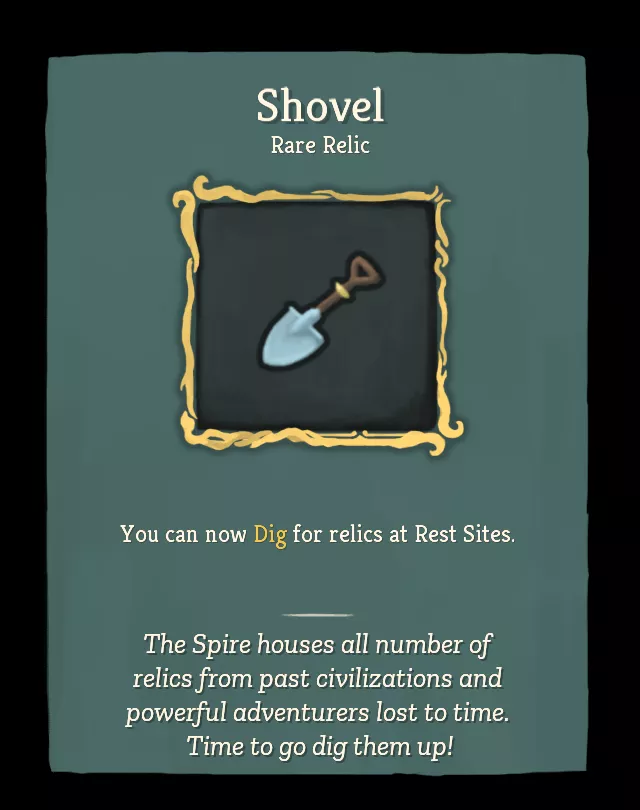 Shovel
Rare Relic
You can now Dig for relics at Rest Sites.
The Spire houses all number of
relics from past civilizations and
powerful adventurers lost to time.
Time to go dig them up!